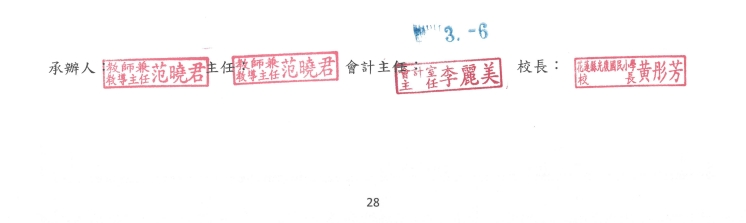 3. -6
承辦人： 教師兼教導主任 范曉君 主任： 教師兼教導主任 范曉君 會計主任： 會計室主任 李麗美 校長： 花蓮縣光復國民小學校長 黃彤芳
28